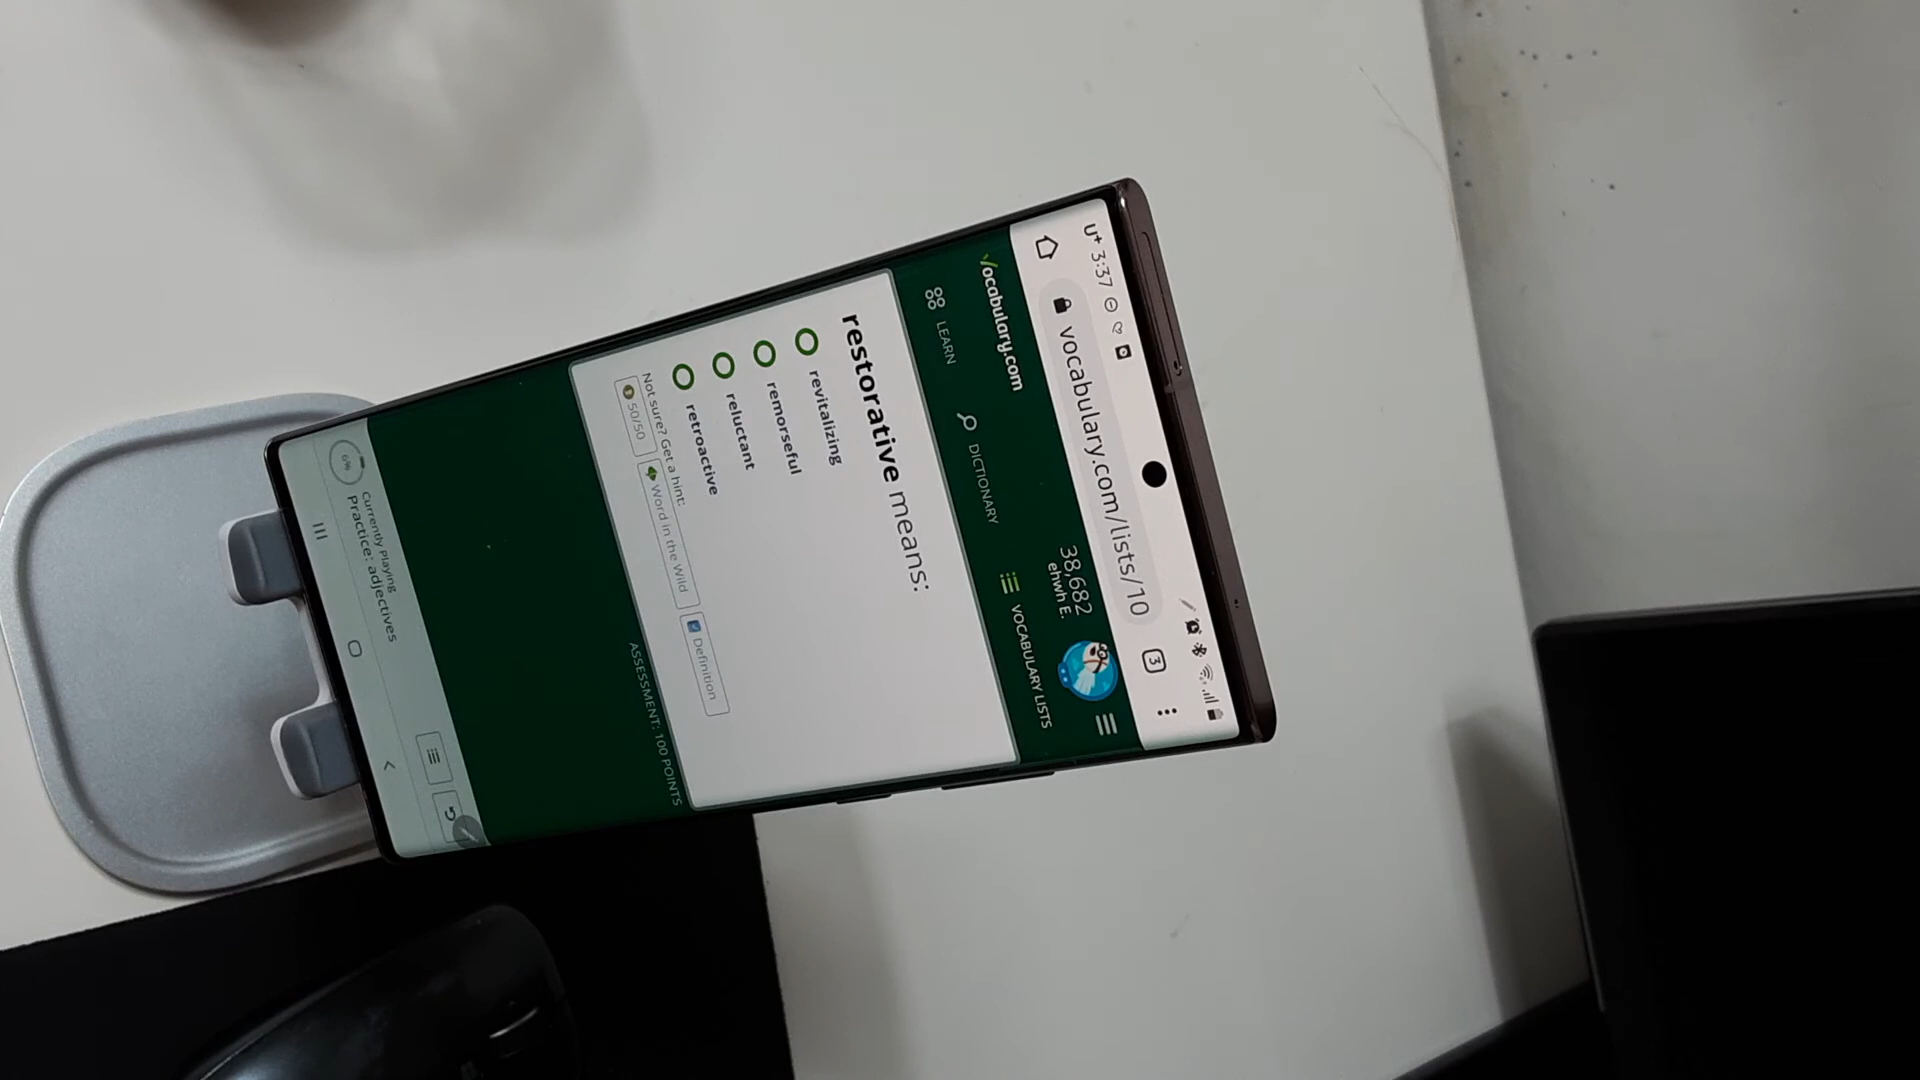 U+ 3:37
vocabulary.com/lists/10
3
Vocabulary.com
38,682
ehwh E.
LEARN
DICTIONARY
VOCABULARY LISTS
restorative means:
revitalizing
remorseful
reluctant
retroactive
Not sure? Get a hint:
50/50
Word in the Wild
Definition
ASSESSMENT: 100 POINTS
6%
Currently Playing
Practice: adjectives